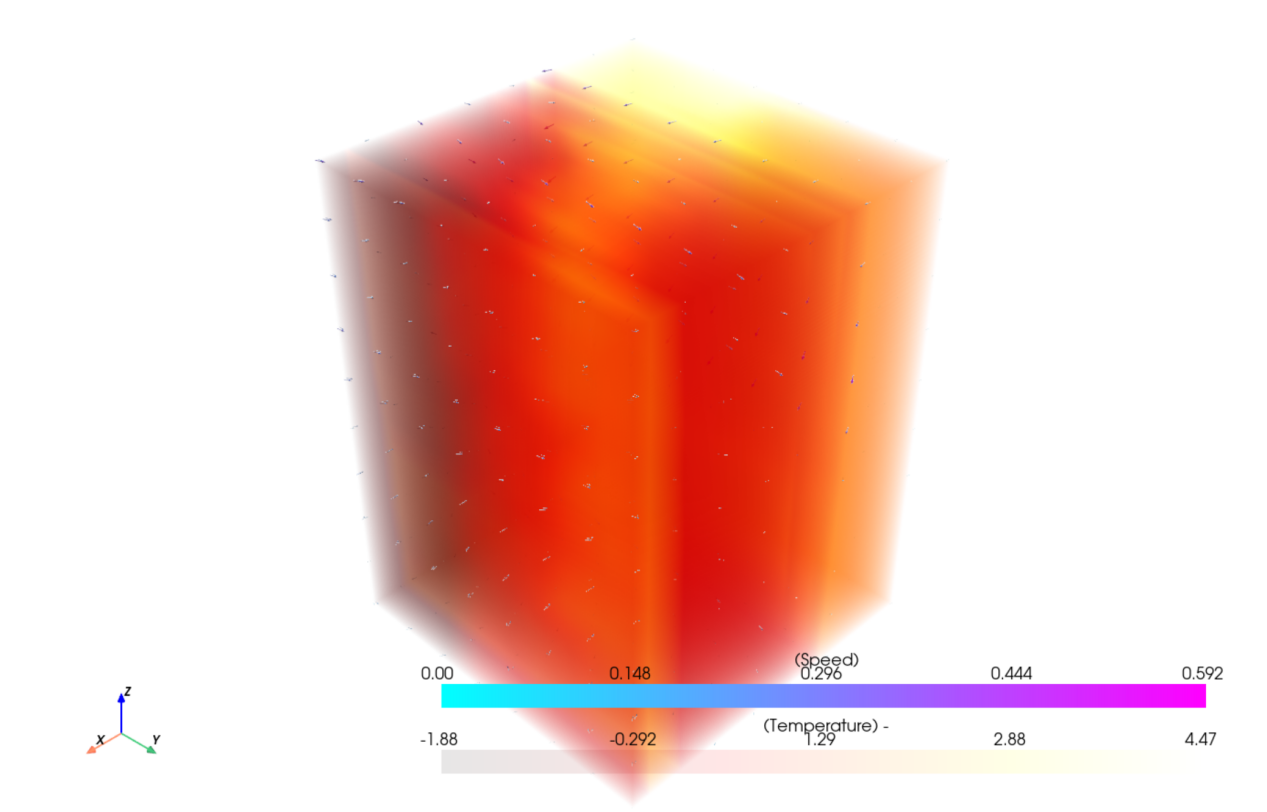 (Speed)
0.00 0.148 0.296 0.444 0.592
(Temperature) -
-1.88 -0.292 1.29 2.88 4.47
Z
X Y